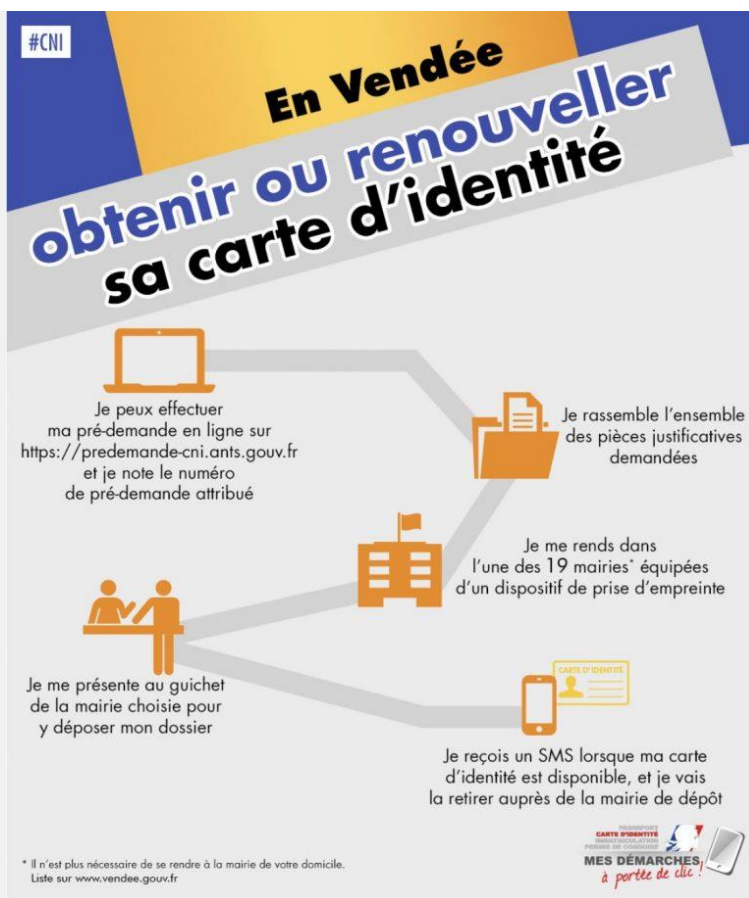 #CNI
En Vendée
obtenir ou renouveller
sa carte d'identité
Je peux effectuer
ma pré-demande en ligne sur
https://predemande-cni.ants.gouv.fr
et je note le numéro
de pré-demande attribué
Je rassemble l'ensemble
des pièces justificatives
demandées
Je me rends dans
l'une des 19 mairies* équipées
d'un dispositif de prise d'empreinte
Je me présente au guichet
de la mairie choisie pour
y déposer mon dossier
CARTE D'IDENTITÉ
Je reçois un SMS lorsque ma carte
d'identité est disponible, et je vais
la retirer auprès de la mairie de dépôt
* Il n'est plus nécessaire de se rendre à la mairie de votre domicile.
Liste sur www.vendee.gouv.fr
PASSEPORT
CARTE D'IDENTITÉ
IMMATRICULATION
PERMIS DE CONDUIRE
MES DÉMARCHES
à portée de clic !